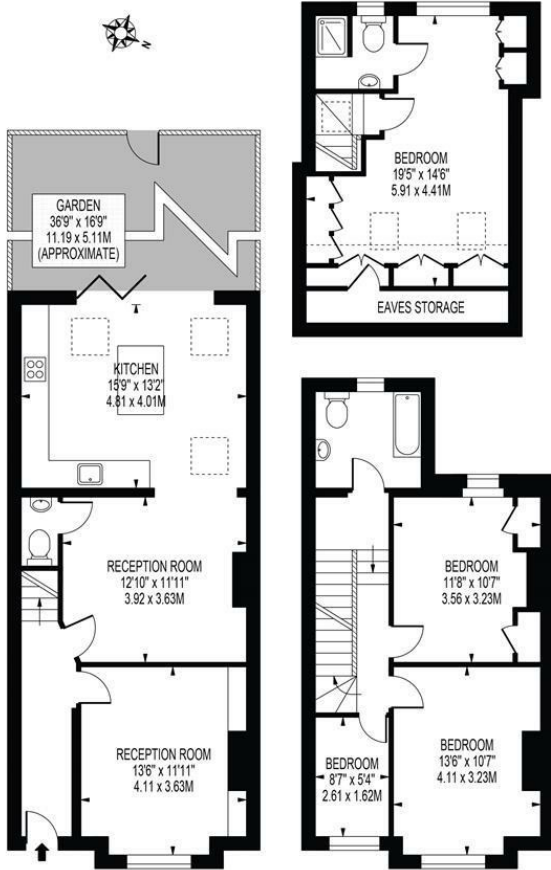 N
GARDEN
36'9" x 16'9"
11.19 x 5.11M
(APPROXIMATE)
KITCHEN
15'9" x 13'2"
4.81 x 4.01M
RECEPTION ROOM
12'10" x 11'11"
3.92 x 3.63M
RECEPTION ROOM
13'6" x 11'11"
4.11 x 3.63M
BEDROOM
19'5" x 14'6"
5.91 x 4.41M
EAVES STORAGE
BEDROOM
11'8" x 10'7"
3.56 x 3.23M
BEDROOM
8'7" x 5'4"
2.61 x 1.62M
BEDROOM
13'6" x 10'7"
4.11 x 3.23M